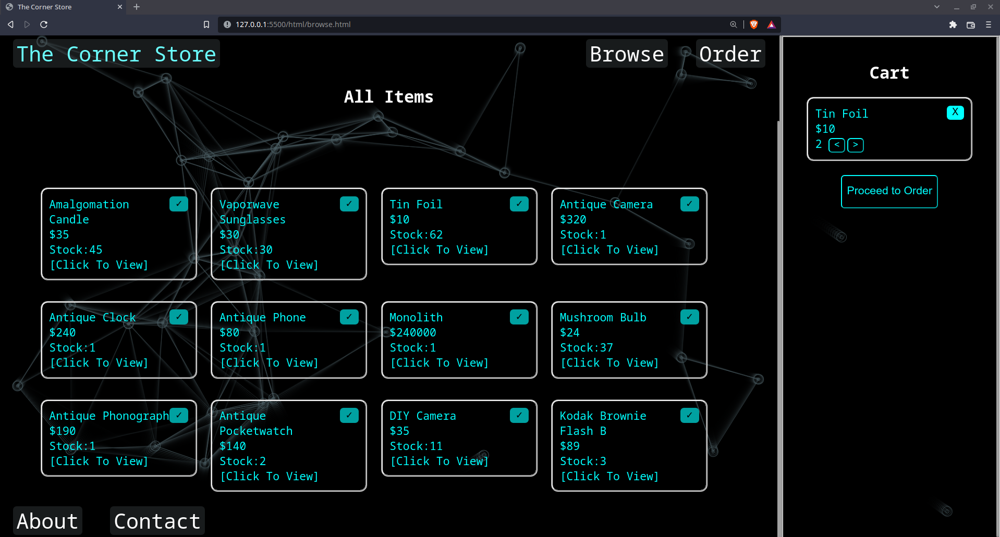 The Corner Store
127.0.0.1:5500/html/browse.html
The Corner Store
Browse
Order
All Items
Amalgomation
Candle
$35
Stock:45
[Click To View]
✓
Vaporwave
Sunglasses
$30
Stock:30
[Click To View]
✓
Tin Foil
$10
Stock:62
[Click To View]
✓
Antique Camera
$320
Stock:1
[Click To View]
✓
Antique Clock
$240
Stock:1
[Click To View]
✓
Antique Phone
$80
Stock:1
[Click To View]
✓
Monolith
$240000
Stock:1
[Click To View]
✓
Mushroom Bulb
$24
Stock:37
[Click To View]
✓
Antique Phonograph
$190
Stock:1
[Click To View]
✓
Antique
Pocketwatch
$140
Stock:2
[Click To View]
✓
DIY Camera
$35
Stock:11
[Click To View]
✓
Kodak Brownie
Flash B
$89
Stock:3
[Click To View]
✓
About
Contact
Cart
Tin Foil
X
$10
2 < >
Proceed to Order